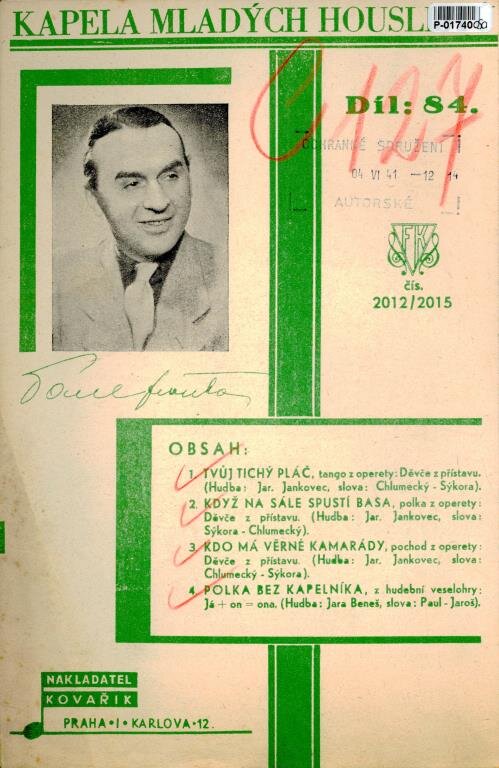 P-01740
KAPELA MLADÝCH
Díl: 84.
C 127
OCHRANNÉ SDRUŽENÍ
04 VI 41 —12 14
AUTORSKÉ
FK
čís.
2012/2015
OBSAH:
1. TVŮJ TICHÝ PLÁČ, tango z operety: Děvče z přístavu.
(Hudba: Jar. Jankovec, slova: Chlumecký - Sýkora).
2. KDYŽ NA SÁLE SPUSTÍ BASA, polka z operety:
Děvče z přístavu. (Hudba: Jar. Jankovec, slova:
Sýkora - Chlumecký).
3. KDO MÁ VĚRNÉ KAMARÁDY, pochod z operety:
Děvče z přístavu. (Hudba: Jar. Jankovec, slova:
Chlumecký - Sýkora).
4. POLKA BEZ KAPELNÍKA, z hudební veselohry:
Já + on = ona. (Hudba: Jara Beneš, slova: Paul - Jaroš).
NAKLADATEL
KOVAŘIK
PRAHA • I • KARLOVA • 12.